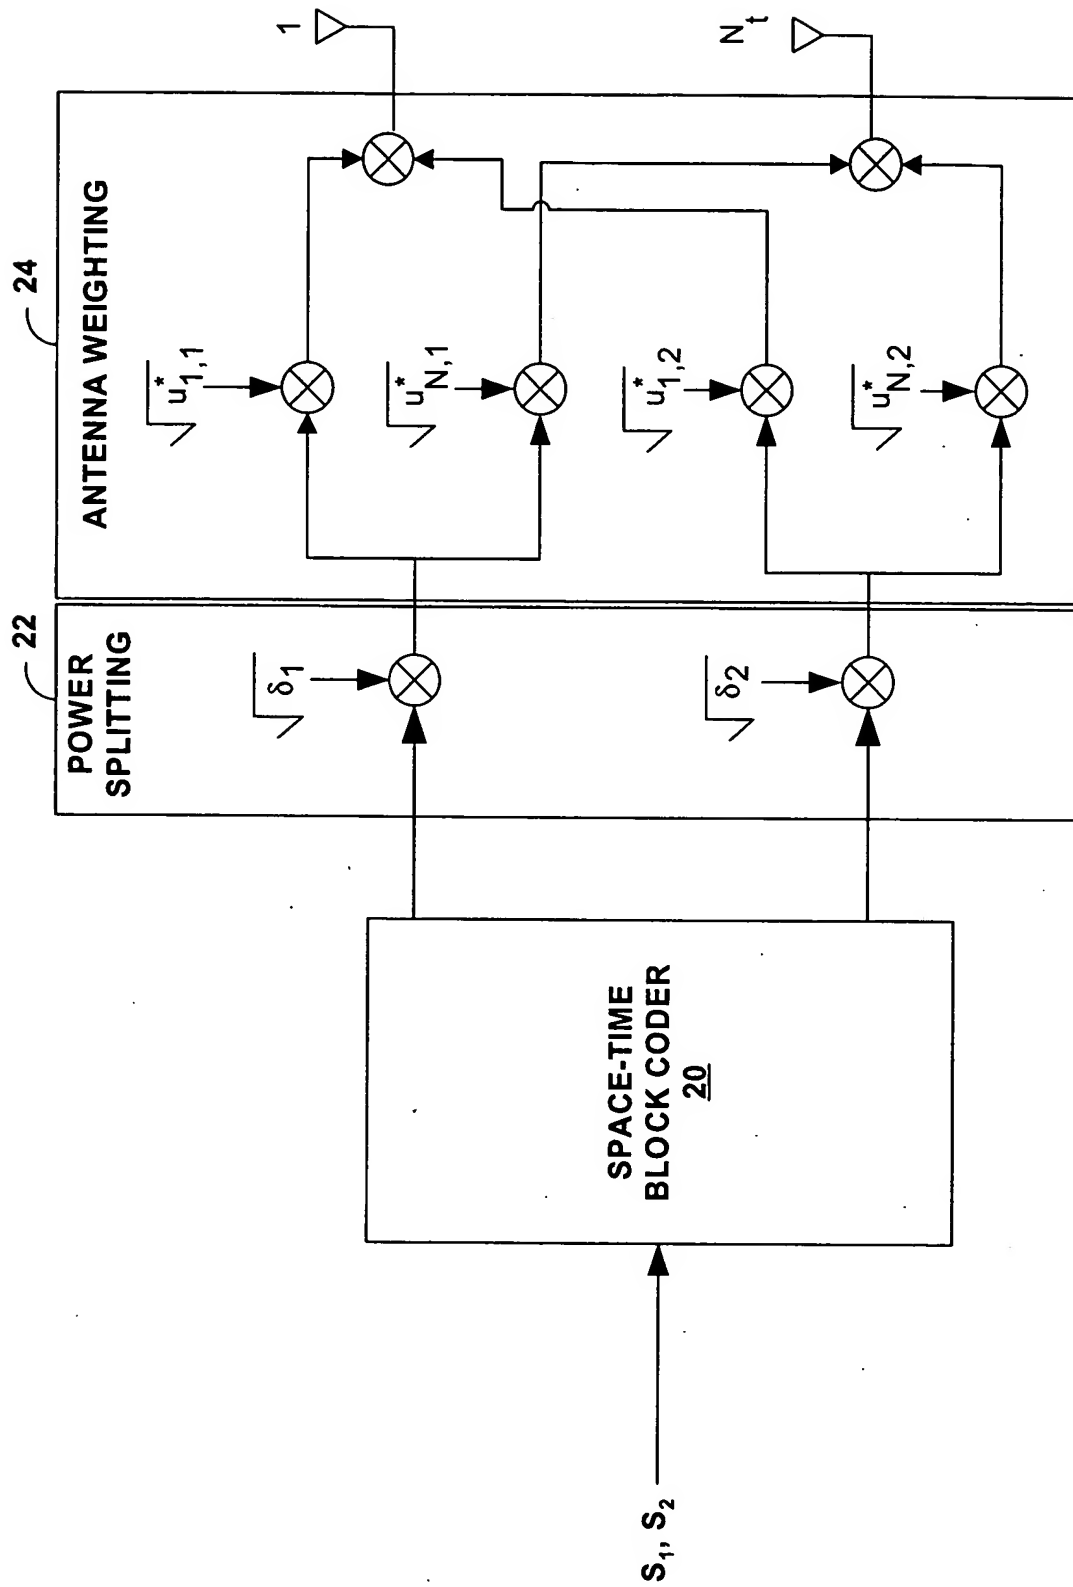 S₁, S₂
SPACE-TIME
BLOCK CODER
20
22
POWER
SPLITTING
√δ₁
√δ₂
24
ANTENNA WEIGHTING
√u*₁,₁
√u*N,₁
√u*₁,₂
√u*N,₂
1
Nₜ